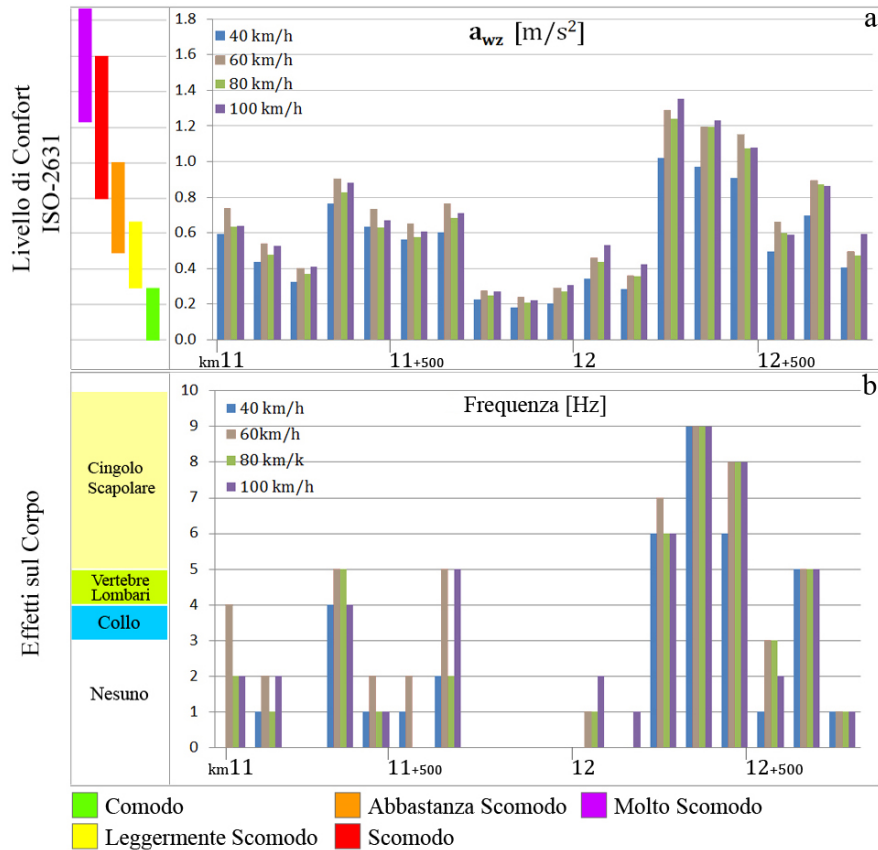 a
a_wz [m/s²]
Livello di Confort
ISO-2631
1.8
1.6
1.4
1.2
1.0
0.8
0.6
0.4
0.2
0.0
40 km/h
60 km/h
80 km/h
100 km/h
km 11
11+500
12
12+500
b
Frequenza [Hz]
Effetti sul Corpo
Cingolo
Scapolare
Vertebre
Lombari
Collo
Nesuno
10
9
8
7
6
5
4
3
2
1
0
40 km/h
60km/h
80 km/k
100 km/h
km 11
11+500
12
12+500
Comodo
Abbastanza Scomodo
Molto Scomodo
Leggermente Scomodo
Scomodo